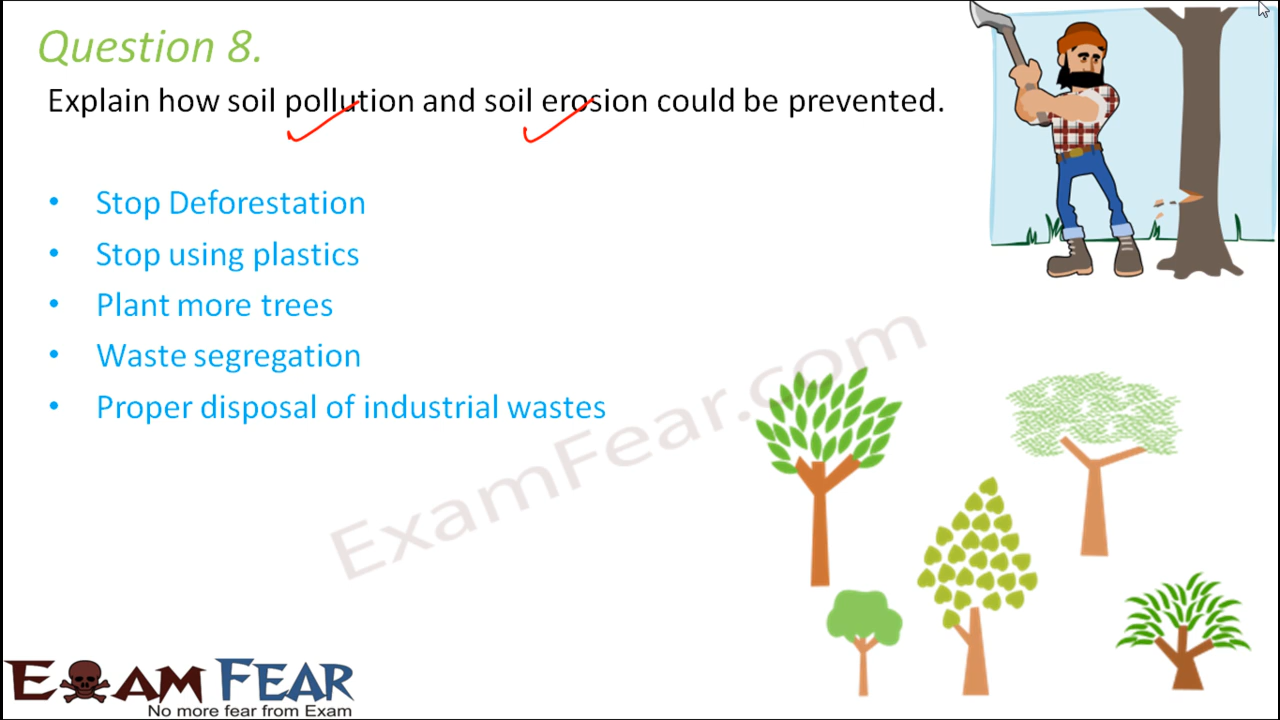 Question 8.
Explain how soil pollution and soil erosion could be prevented.
• Stop Deforestation
• Stop using plastics
• Plant more trees
• Waste segregation
• Proper disposal of industrial wastes
ExamFear.com
EXAM FEAR
No more fear from Exam